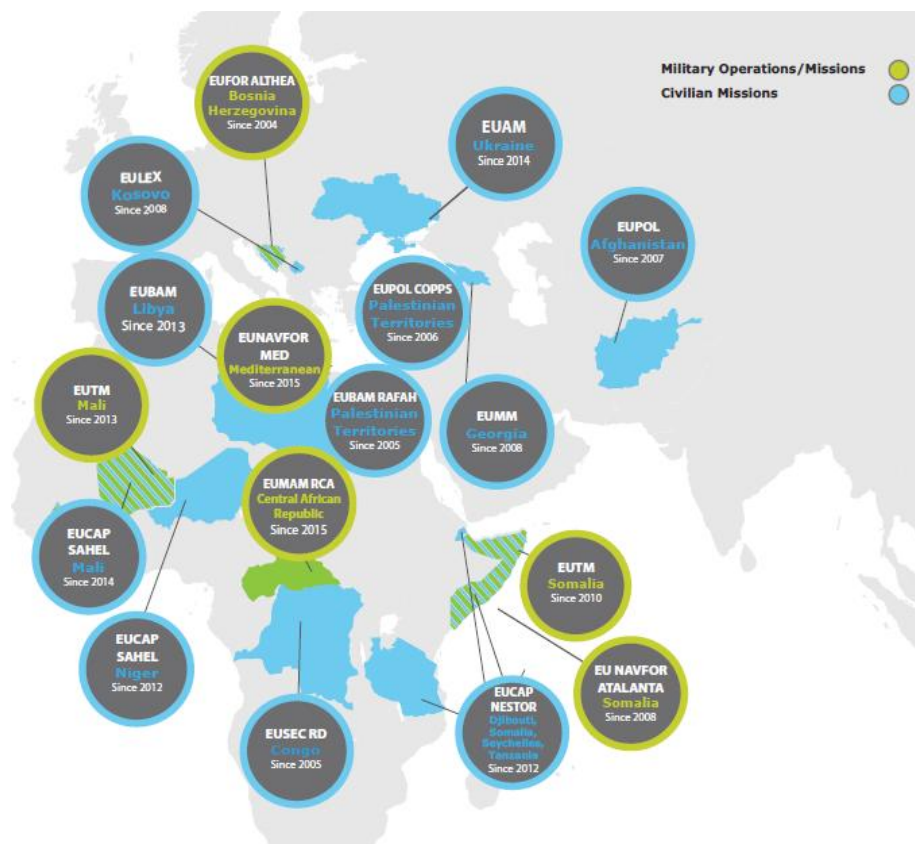 Military Operations/Missions
Civilian Missions
EUFOR ALTHEA
Bosnia
Herzegovina
Since 2004
EUAM
Ukraine
Since 2014
EULEX
Kosovo
Since 2008
EUPOL
Afghanistan
Since 2007
EUBAM
Libya
Since 2013
EUPOL COPPS
Palestinian
Territories
Since 2006
EUNAVFOR
MED
Mediterranean
Since 2015
EUTM
Mali
Since 2013
EUBAM RAFAH
Palestinian
Territories
Since 2005
EUMM
Georgia
Since 2008
EUMAM RCA
Central African
Republic
Since 2015
EUCAP
SAHEL
Mali
Since 2014
EUTM
Somalia
Since 2010
EUCAP
SAHEL
Niger
Since 2012
EU NAVFOR
ATALANTA
Somalia
Since 2008
EUSEC RD
Congo
Since 2005
EUCAP
NESTOR
Djibouti,
Somalia,
Seychelles,
Tanzania
Since 2012